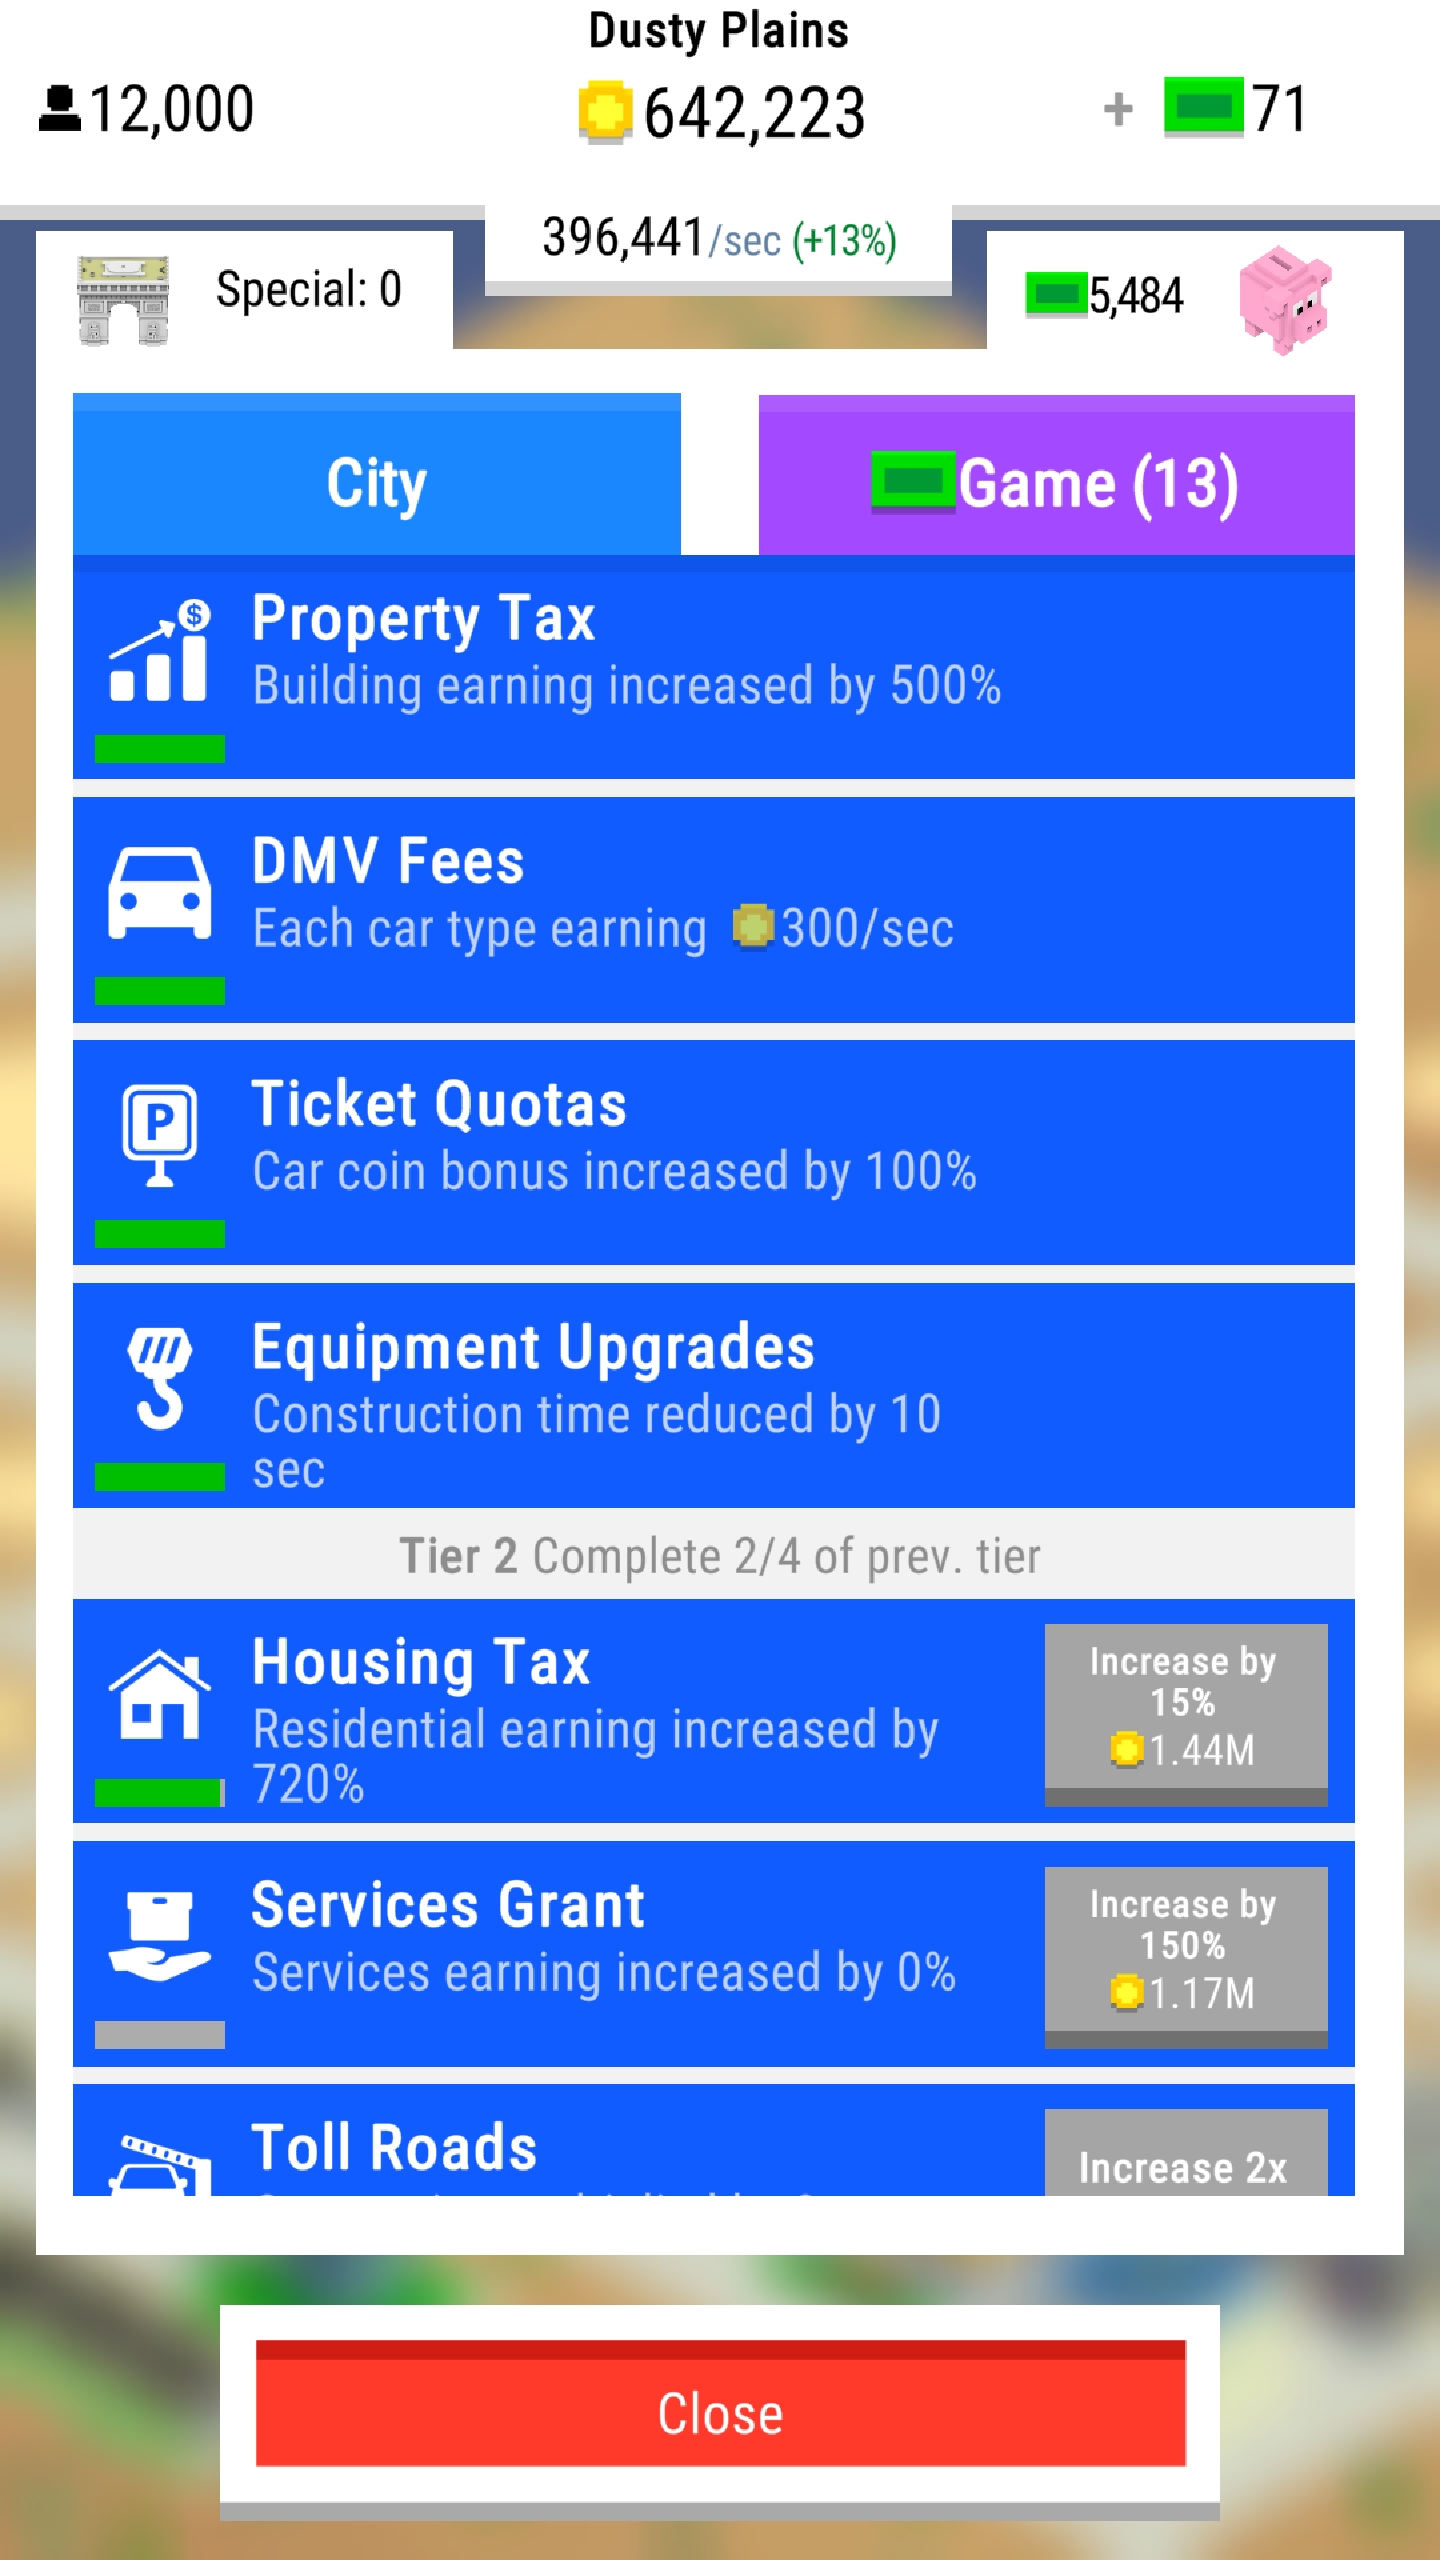 Dusty Plains
12,000
642,223
+ 71
396,441/sec (+13%)
Special: 0
5,484
City
Game (13)
$
Property Tax
Building earning increased by 500%
DMV Fees
Each car type earning 300/sec
P
Ticket Quotas
Car coin bonus increased by 100%
Equipment Upgrades
Construction time reduced by 10
sec
Tier 2 Complete 2/4 of prev. tier
Housing Tax
Residential earning increased by
720%
Increase by
15%
1.44M
Services Grant
Services earning increased by 0%
Increase by
150%
1.17M
Toll Roads
Increase 2x
Close